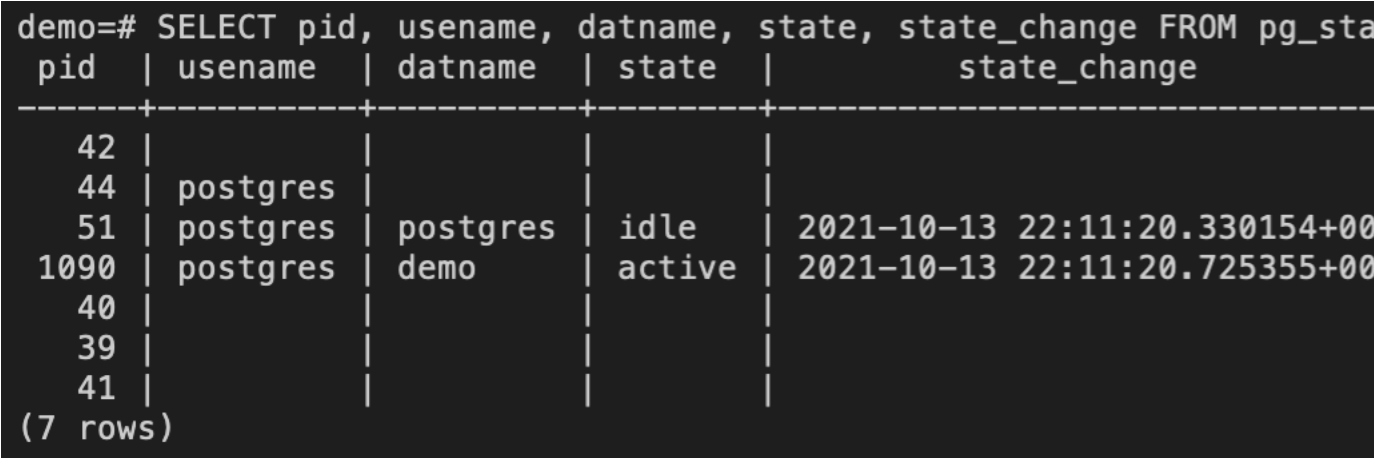 demo=# SELECT pid, usename, datname, state, state_change FROM pg_sta
 pid  | usename  | datname  | state  |         state_change
------+----------+----------+--------+------------------------------
   42 |          |          |        |
   44 | postgres |          |        |
   51 | postgres | postgres | idle   | 2021-10-13 22:11:20.330154+00
 1090 | postgres | demo     | active | 2021-10-13 22:11:20.725355+00
   40 |          |          |        |
   39 |          |          |        |
   41 |          |          |        |
(7 rows)